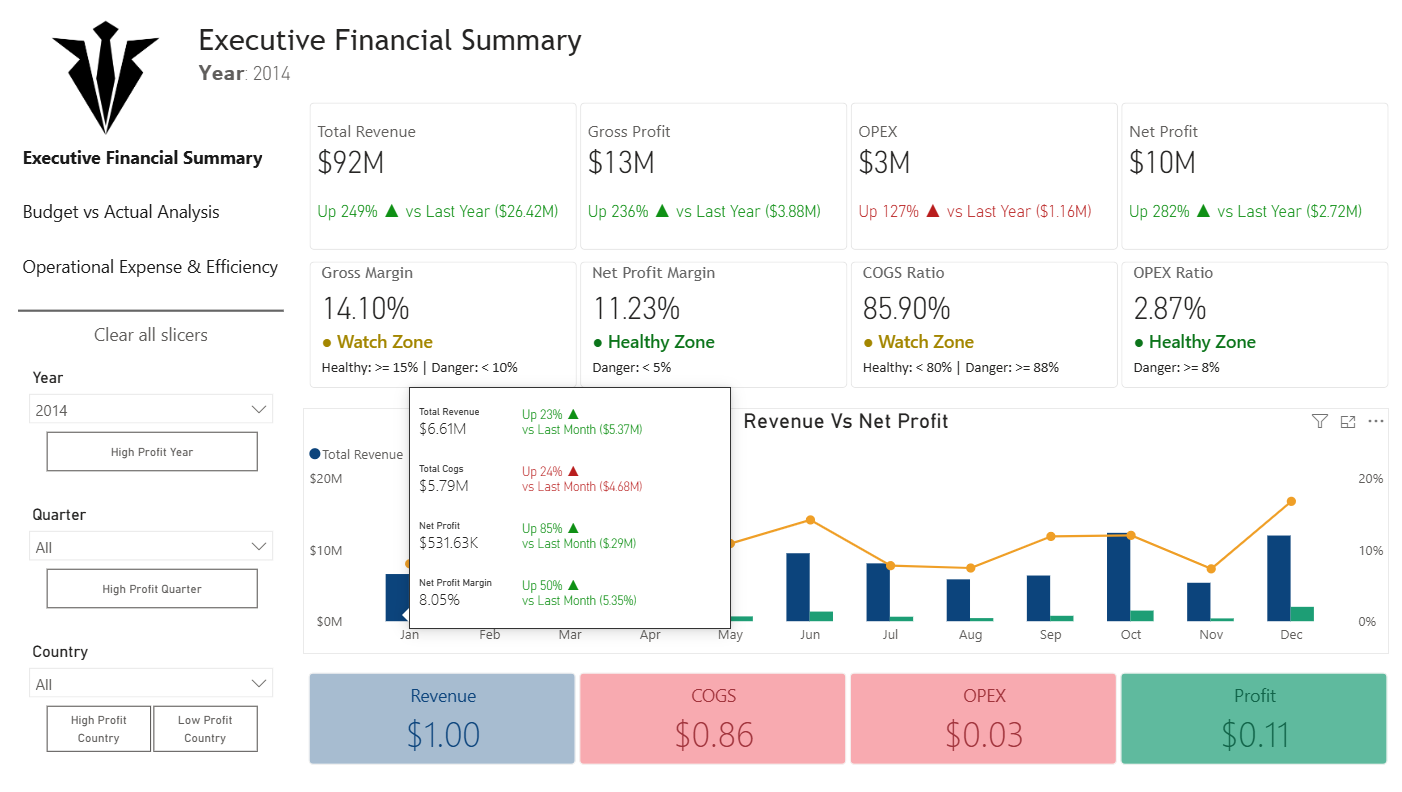 Executive Financial Summary
Year: 2014
Executive Financial Summary
Budget vs Actual Analysis
Operational Expense & Efficiency
Clear all slicers
Year
2014
High Profit Year
Quarter
All
High Profit Quarter
Country
All
High Profit
Country
Low Profit
Country
Total Revenue
$92M
Up 249% ▲ vs Last Year ($26.42M)
Gross Profit
$13M
Up 236% ▲ vs Last Year ($3.88M)
OPEX
$3M
Up 127% ▲ vs Last Year ($1.16M)
Net Profit
$10M
Up 282% ▲ vs Last Year ($2.72M)
Gross Margin
14.10%
● Watch Zone
Healthy: >= 15% | Danger: < 10%
Net Profit Margin
11.23%
● Healthy Zone
Danger: < 5%
COGS Ratio
85.90%
● Watch Zone
Healthy: < 80% | Danger: >= 88%
OPEX Ratio
2.87%
● Healthy Zone
Danger: >= 8%
Revenue Vs Net Profit
Total Revenue
$20M
$10M
$0M
20%
10%
0%
Total Revenue
$6.61M
Up 23% ▲
vs Last Month ($5.37M)
Total Cogs
$5.79M
Up 24% ▲
vs Last Month ($4.68M)
Net Profit
$531.63K
Up 85% ▲
vs Last Month ($.29M)
Net Profit Margin
8.05%
Up 50% ▲
vs Last Month (5.35%)
Jan Feb Mar Apr May Jun Jul Aug Sep Oct Nov Dec
Revenue
$1.00
COGS
$0.86
OPEX
$0.03
Profit
$0.11